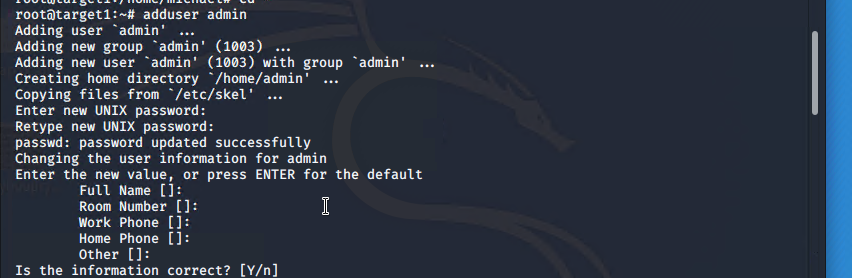 root@target1:/home/michael# cd
root@target1:~# adduser admin
Adding user `admin' ...
Adding new group `admin' (1003) ...
Adding new user `admin' (1003) with group `admin' ...
Creating home directory `/home/admin' ...
Copying files from `/etc/skel' ...
Enter new UNIX password:
Retype new UNIX password:
passwd: password updated successfully
Changing the user information for admin
Enter the new value, or press ENTER for the default
Full Name []:
Room Number []:
Work Phone []:
Home Phone []:
Other []:
Is the information correct? [Y/n]